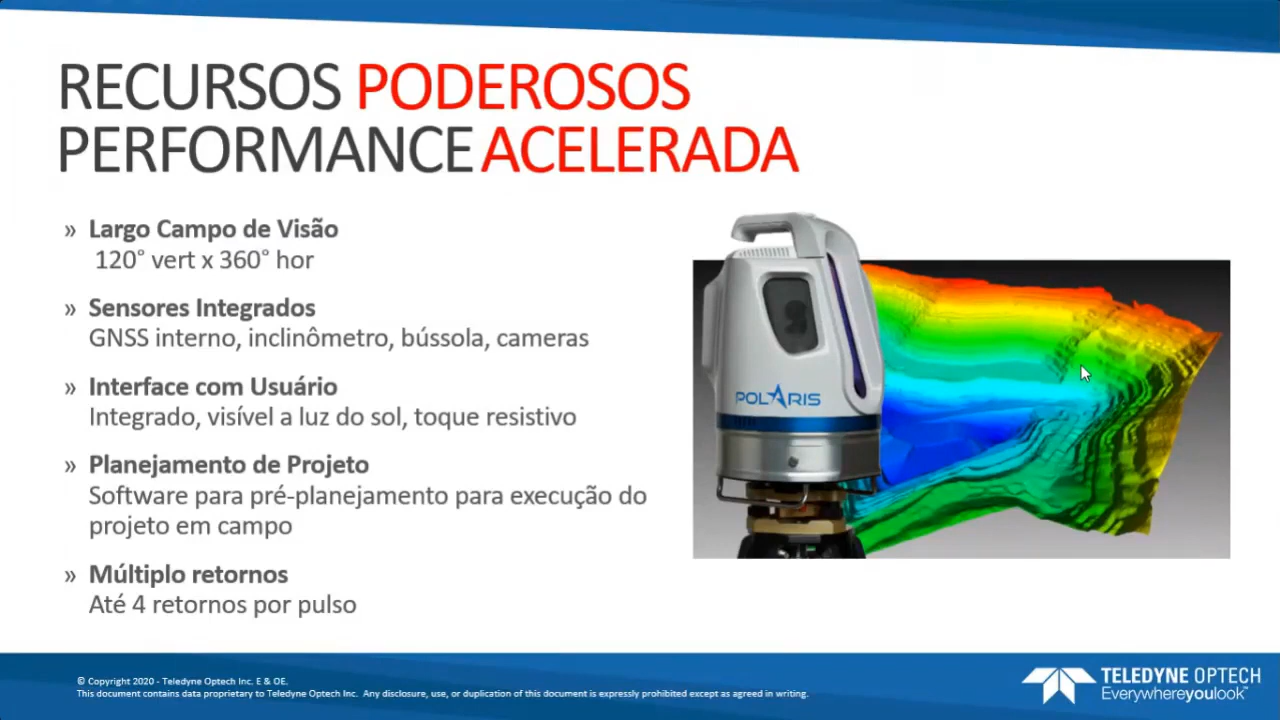 RECURSOS PODEROSOS
PERFORMANCE ACELERADA
» Largo Campo de Visão
120° vert x 360° hor
» Sensores Integrados
GNSS interno, inclinômetro, bússola, cameras
» Interface com Usuário
Integrado, visível a luz do sol, toque resistivo
» Planejamento de Projeto
Software para pré-planejamento para execução do
projeto em campo
» Múltiplo retornos
Até 4 retornos por pulso
POLARIS
© Copyright 2020 - Teledyne Optech Inc. E & OE.
This document contains data proprietary to Teledyne Optech Inc. Any disclosure, use, or duplication of this document is expressly prohibited except as agreed in writing.
TELEDYNE OPTECH
Everywhereyoulook™